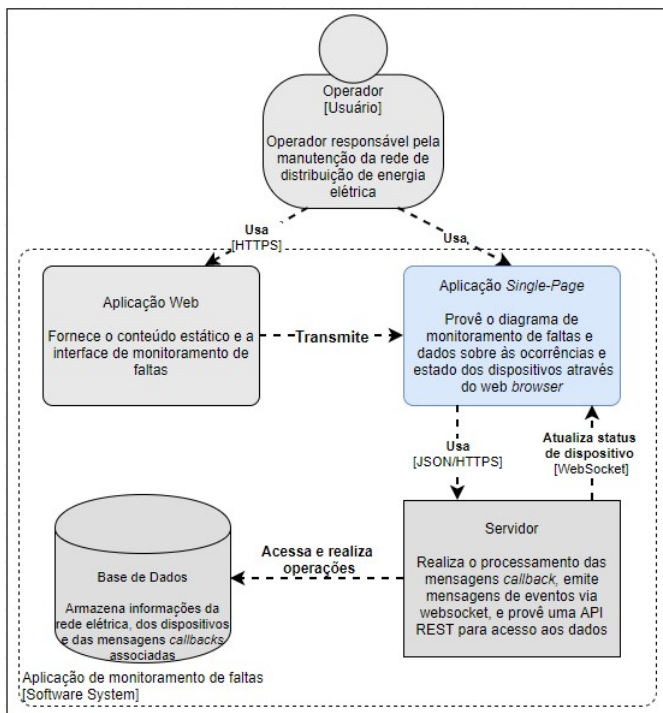 Operador
[Usuário]
Operador responsável pela
manutenção da rede de
distribuição de energia
elétrica
Usa
[HTTPS]
Usa
Aplicação Web
Fornece o conteúdo estático e a
interface de monitoramento de
faltas
Transmite
Aplicação Single-Page
Provê o diagrama de
monitoramento de faltas e
dados sobre às ocorrências e
estado dos dispositivos através
do web browser
Usa
[JSON/HTTPS]
Atualiza status
de dispositivo
[WebSocket]
Servidor
Realiza o processamento das
mensagens callback, emite
mensagens de eventos via
websocket, e provê uma API
REST para acesso aos dados
Acessa e realiza
operações
Base de Dados
Armazena informações da
rede elétrica, dos dispositivos
e das mensagens callbacks
associadas
Aplicação de monitoramento de faltas
[Software System]